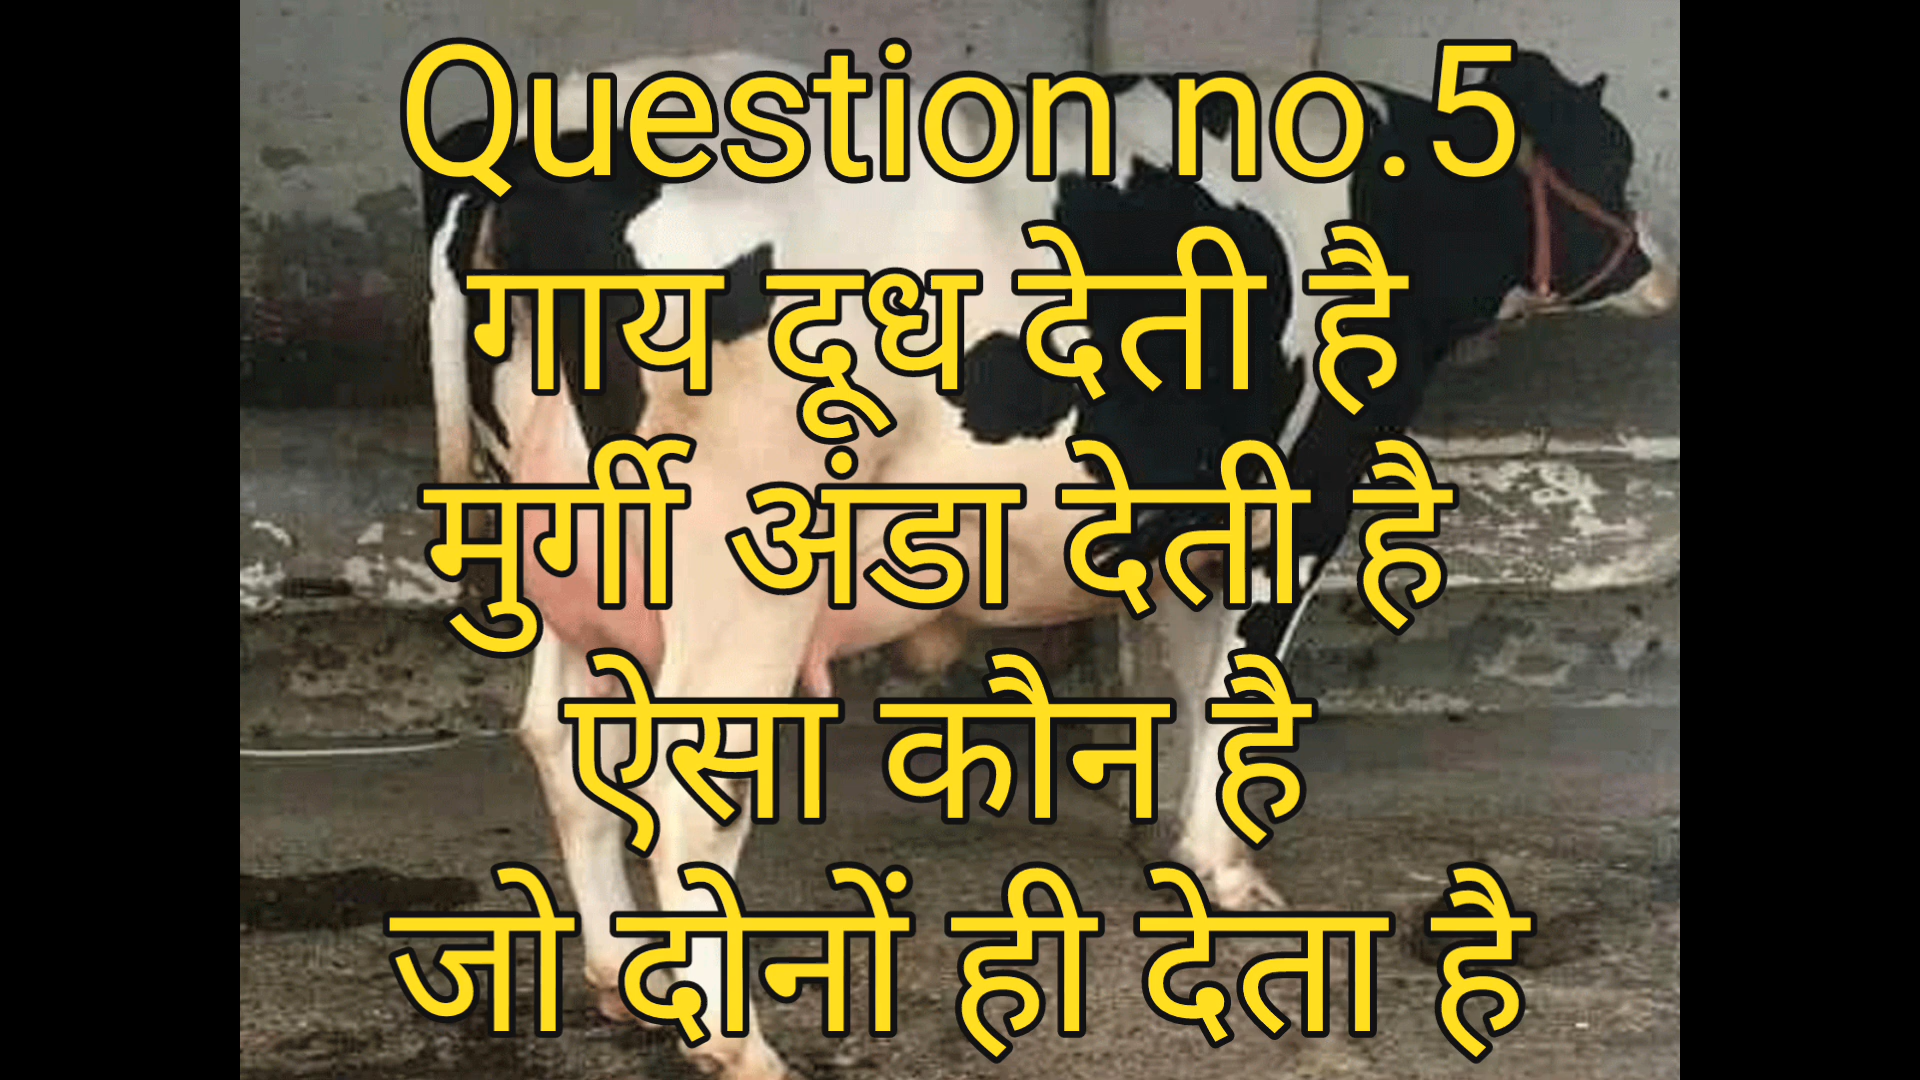 Question no.5
गाय दूध देती है
मुर्गी अंडा देती है
ऐसा कौन है
जो दोनों ही देता है